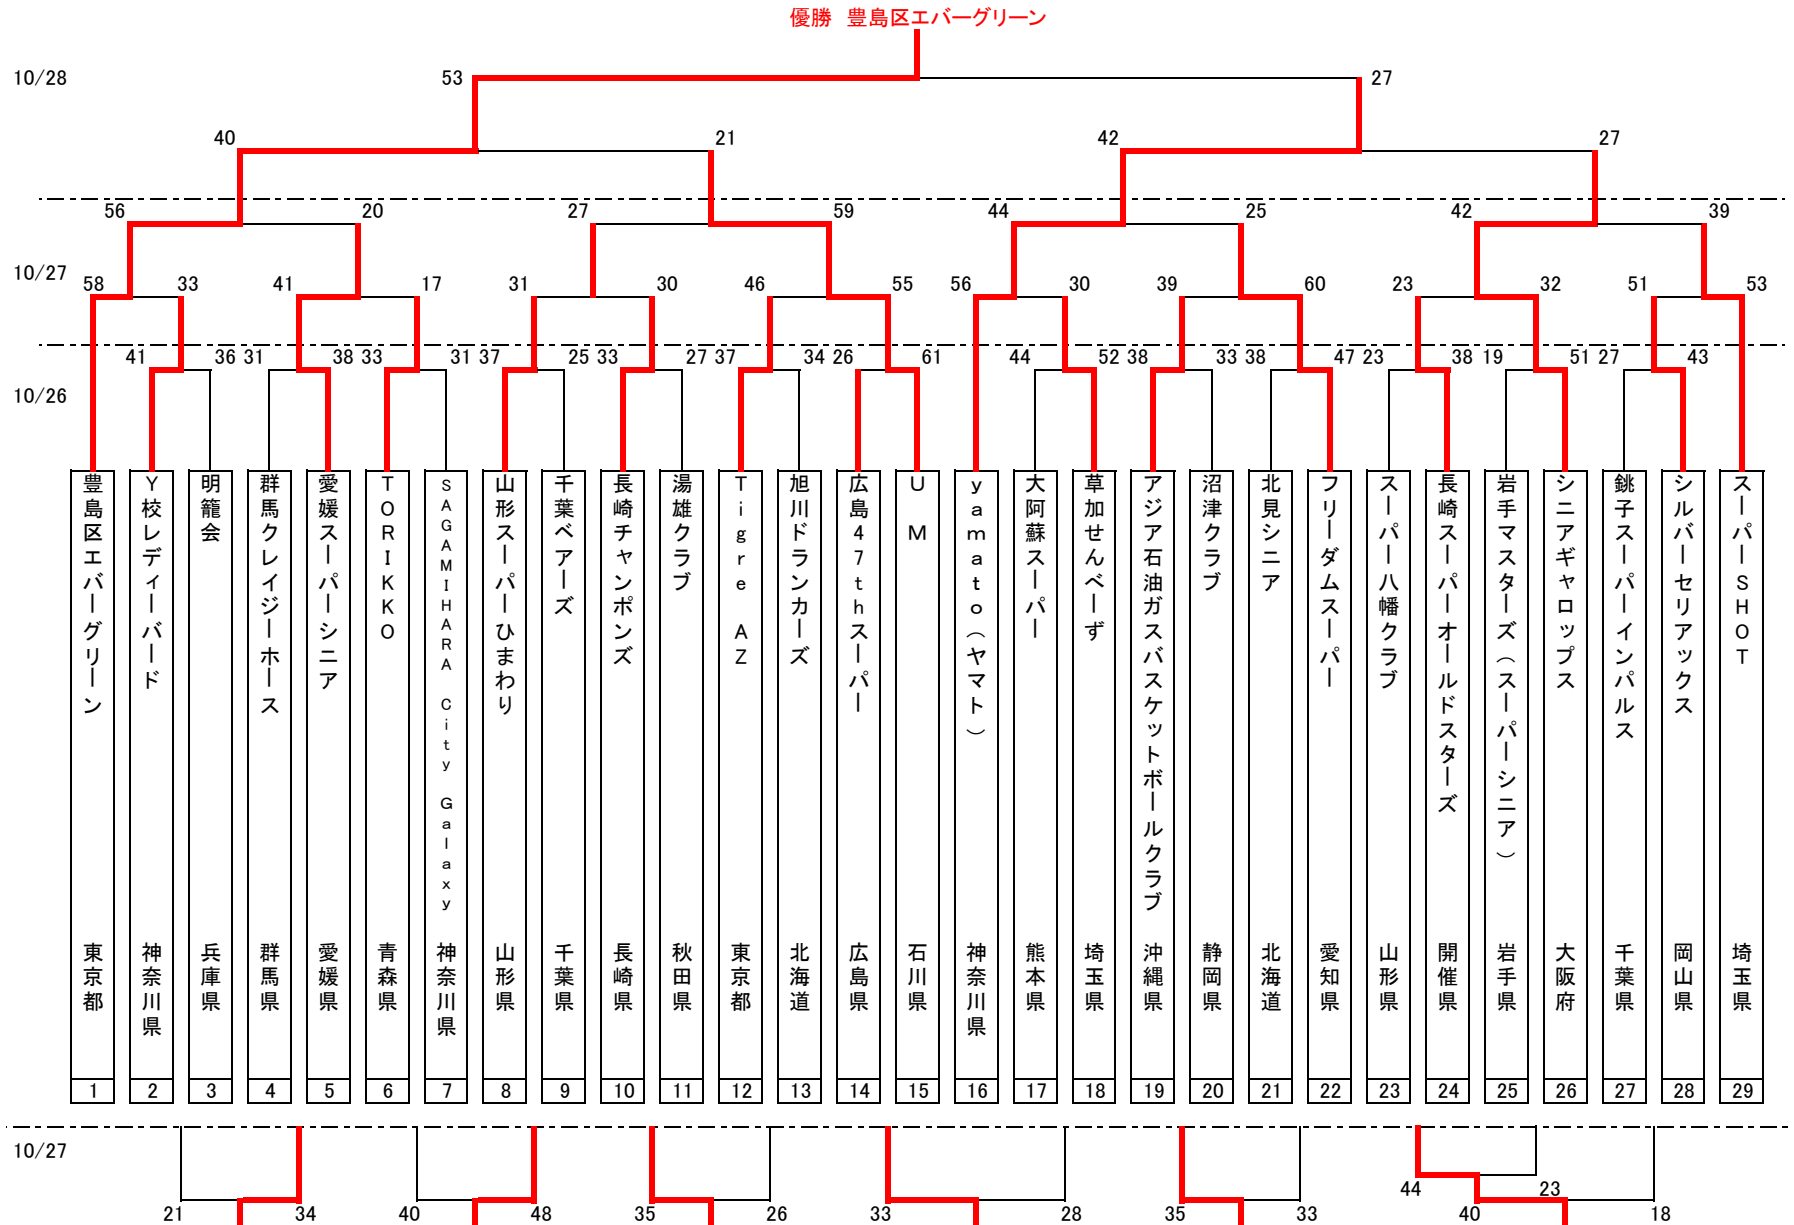 優勝 豊島区エバーグリーン
10/28
53
27
40
21
42
27
56
20
27
59
44
25
42
39
10/27
58
33
41
17
31
30
46
55
56
30
39
60
23
32
51
53
41
36
31
38
33
31
37
25
33
27
37
34
26
61
44
52
38
33
38
47
23
38
19
51
27
43
10/26
豊島区エバーグリーン 東京都 1
Y校レディーバード 神奈川県 2
明籠会 兵庫県 3
群馬クレイジーホース 群馬県 4
愛媛スーパーシニア 愛媛県 5
TORIKKO 青森県 6
SAGAMIHARA City Galaxy 神奈川県 7
山形スーパーひまわり 山形県 8
千葉ベアーズ 千葉県 9
長崎チャンポンズ 長崎県 10
湯雄クラブ 秋田県 11
Tigre AZ 東京都 12
旭川ドランカーズ 北海道 13
広島47thスーパー 広島県 14
U M 石川県 15
yamato(ヤマト) 神奈川県 16
大阿蘇スーパー 熊本県 17
草加せんべーず 埼玉県 18
アジア石油ガスバスケットボールクラブ 沖縄県 19
沼津クラブ 静岡県 20
北見シニア 北海道 21
フリーダムスーパー 愛知県 22
スーパー八幡クラブ 山形県 23
長崎スーパーオールドスターズ 開催県 24
岩手マスターズ(スーパーシニア) 岩手県 25
シニアギャロップス 大阪府 26
銚子スーパーインパルス 千葉県 27
シルバーセリアックス 岡山県 28
スーパーSHOT 埼玉県 29
10/27
44
23
21
34
40
48
35
26
33
28
35
33
40
18